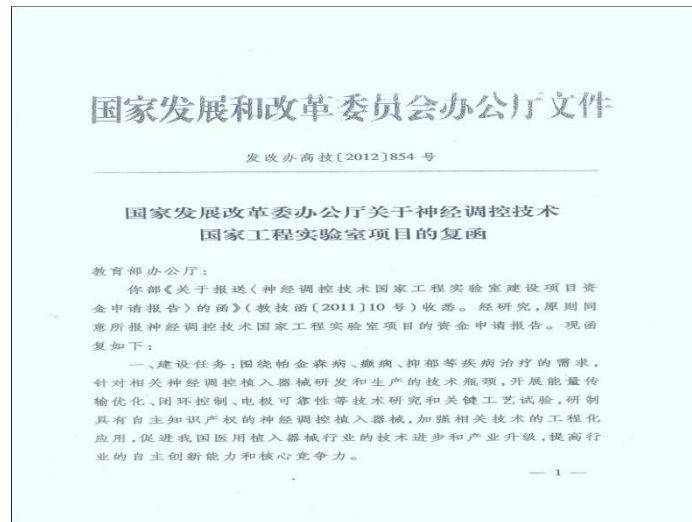 国家发展和改革委员会办公厅文件
发改办高技〔2012〕854 号
国家发展改革委办公厅关于神经调控技术
国家工程实验室项目的复函
教育部办公厅：
你部《关于报送〈神经调控技术国家工程实验室建设项目资
金申请报告〉的函》(教技函〔2011〕10 号)收悉。经研究,原则同
意所报神经调控技术国家工程实验室项目的资金申请报告。现函
复如下：
一、建设任务：围绕帕金森病、癫痫、抑郁等疾病治疗的需求,
针对相关神经调控植入器械研发和生产的技术瓶颈,开展能量传
输优化、闭环控制、电极可靠性等技术研究和关键工艺试验,研制
具有自主知识产权的神经调控植入器械,加强相关技术的工程化
应用,促进我国医用植入器械行业的技术进步和产业升级,提高行
业的自主创新能力和核心竞争力。
— 1 —